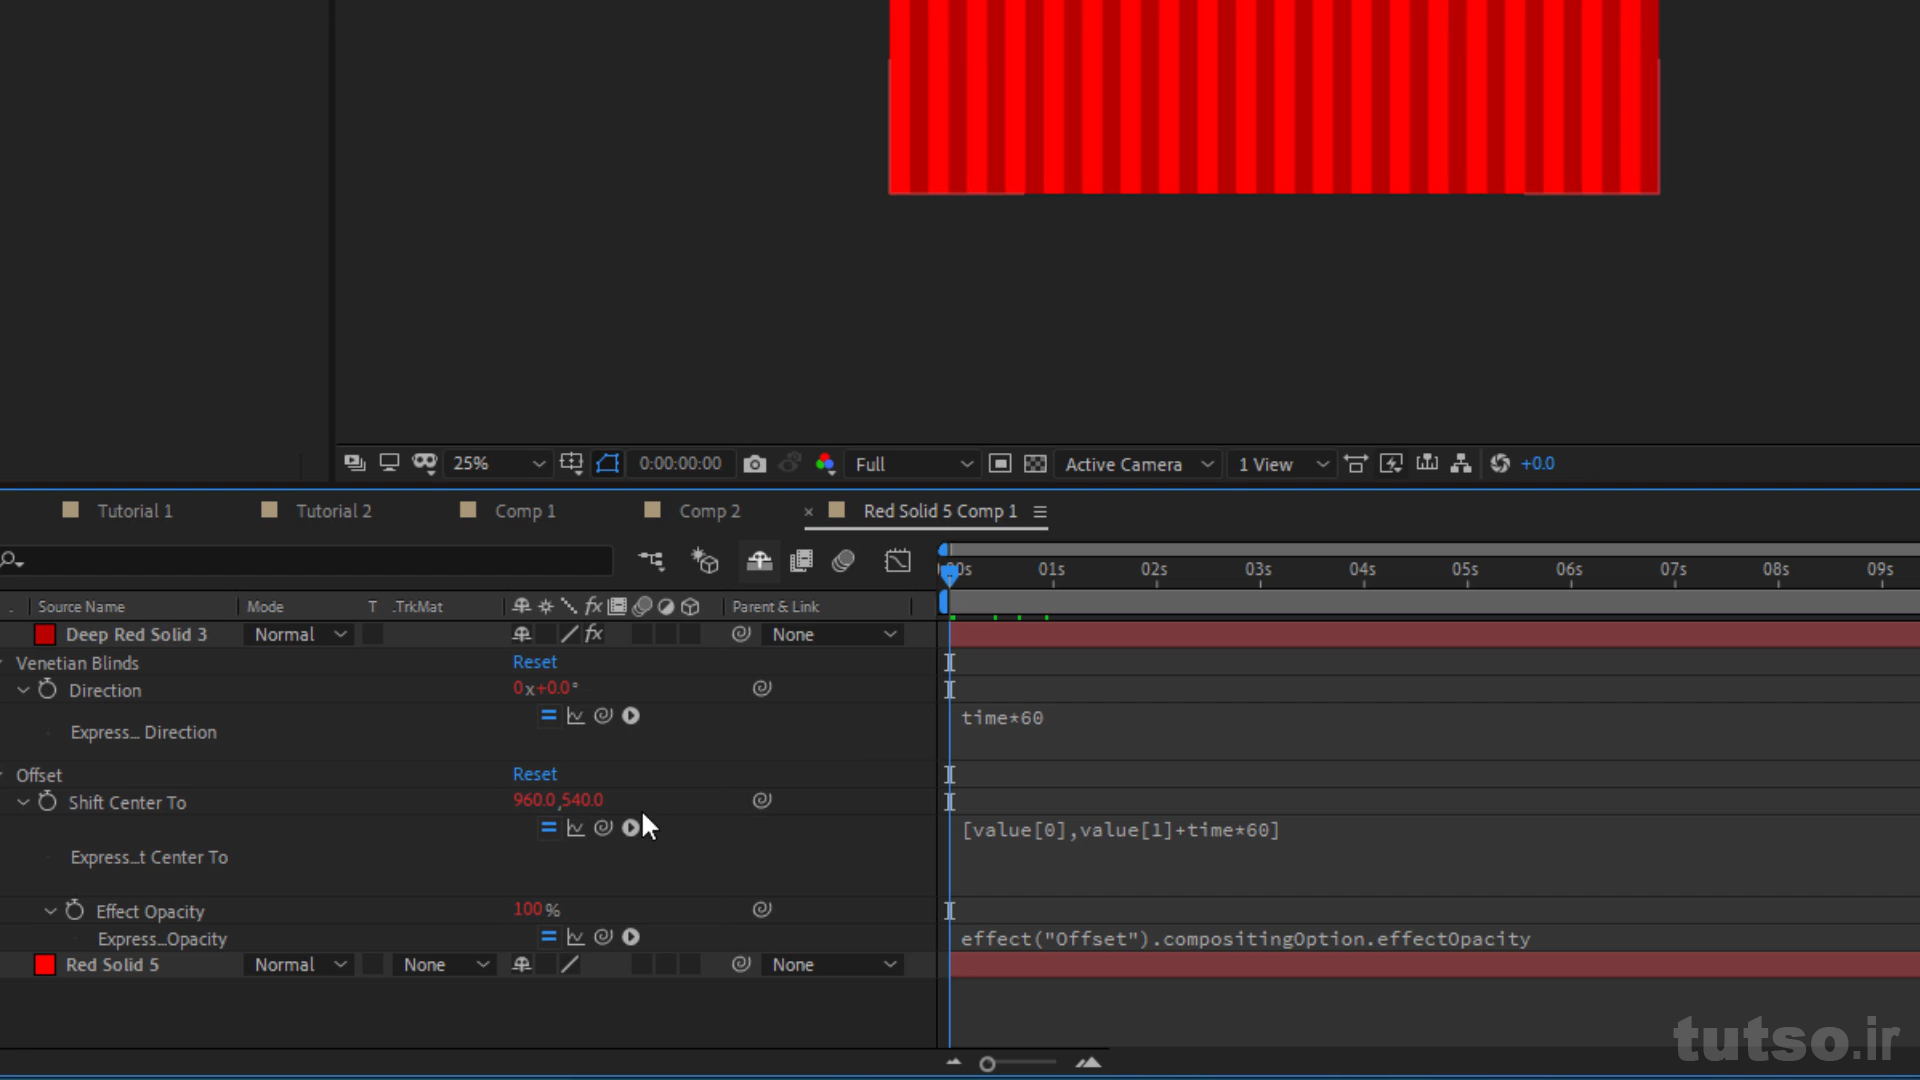 25%
0:00:00:00
Full
Active Camera
1 View
+0.0
Tutorial 1
Tutorial 2
Comp 1
Comp 2
× Red Solid 5 Comp 1
01s 02s 03s 04s 05s 06s 07s 08s 09s
Source Name Mode T .TrkMat fx Parent & Link
Deep Red Solid 3 Normal fx None
Venetian Blinds Reset
Direction 0x+0.0°
Express... Direction time*60
Offset Reset
Shift Center To 960.0,540.0
Express...t Center To [value[0],value[1]+time*60]
Effect Opacity 100%
Express...Opacity effect("Offset").compositingOption.effectOpacity
Red Solid 5 Normal None None
tutso.ir